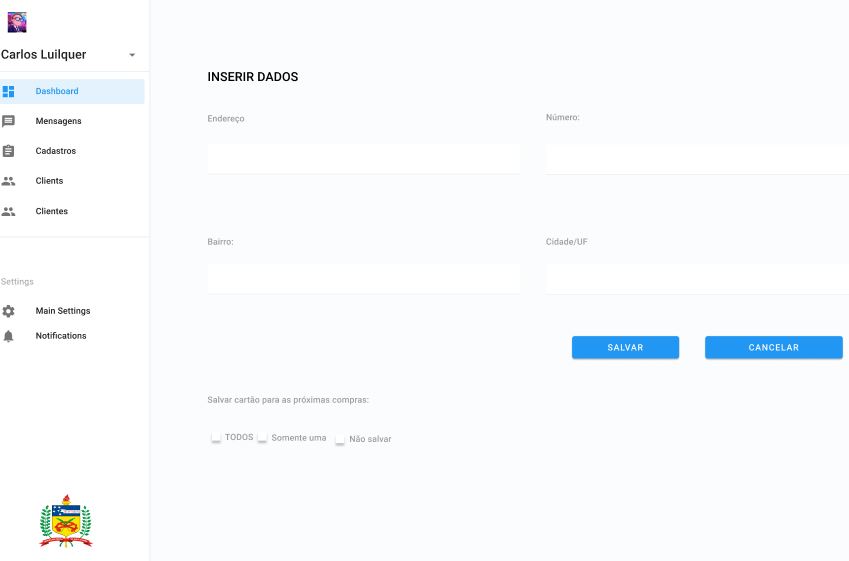 Carlos Luilquer
Dashboard
Mensagens
Cadastros
Clients
Clientes
Settings
Main Settings
Notifications
INSERIR DADOS
Endereço
Número:
Bairro:
Cidade/UF
SALVAR
CANCELAR
Salvar cartão para as próximas compras:
TODOS Somente uma Não salvar